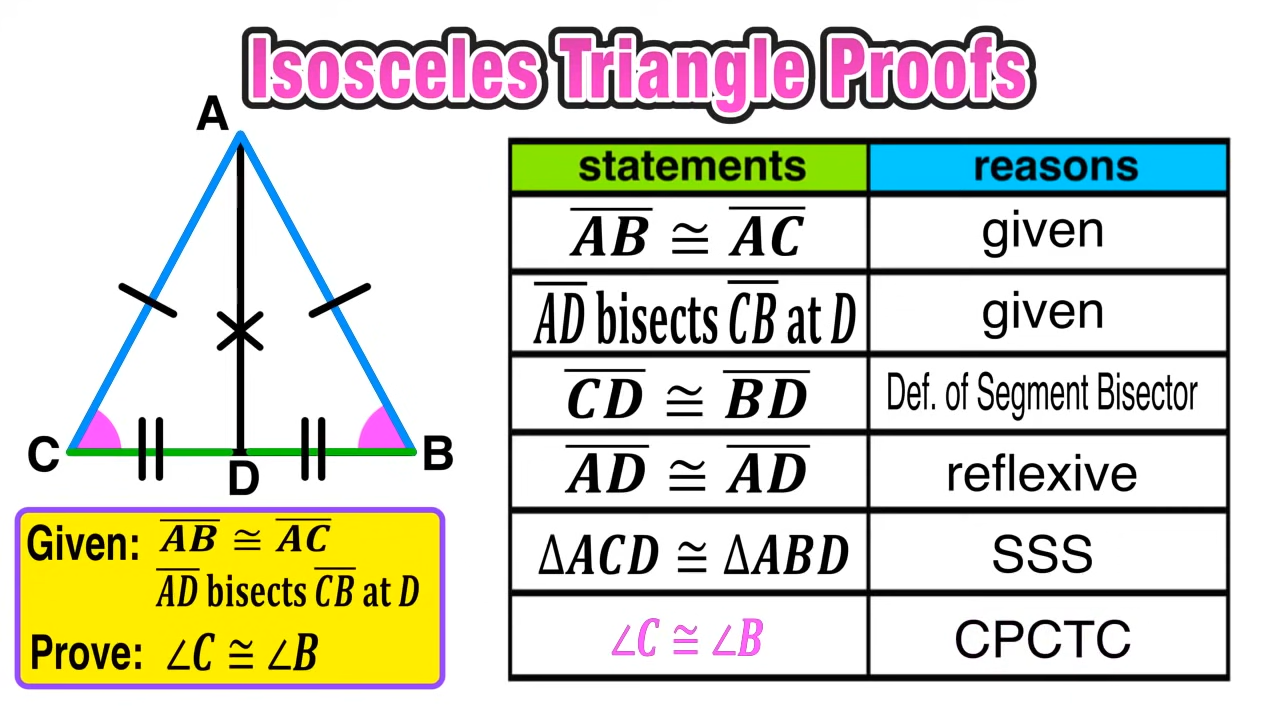 Isosceles Triangle Proofs
A
C
D
B
Given: AB ≅ AC
AD bisects CB at D
Prove: ∠C ≅ ∠B
statements reasons
AB ≅ AC given
AD bisects CB at D given
CD ≅ BD Def. of Segment Bisector
AD ≅ AD reflexive
ΔACD ≅ ΔABD SSS
∠C ≅ ∠B CPCTC